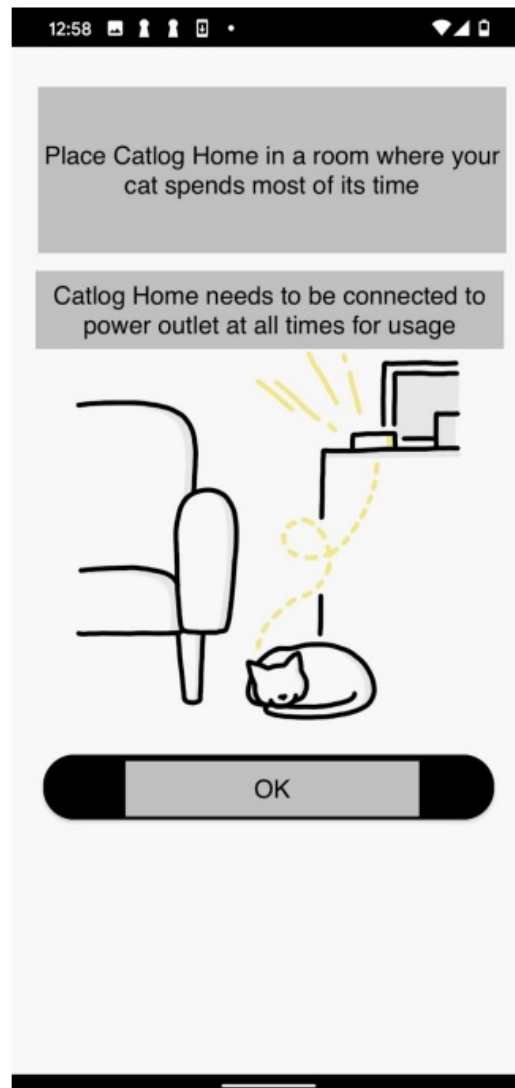 12:58
Place Catlog Home in a room where your
cat spends most of its time
Catlog Home needs to be connected to
power outlet at all times for usage
OK